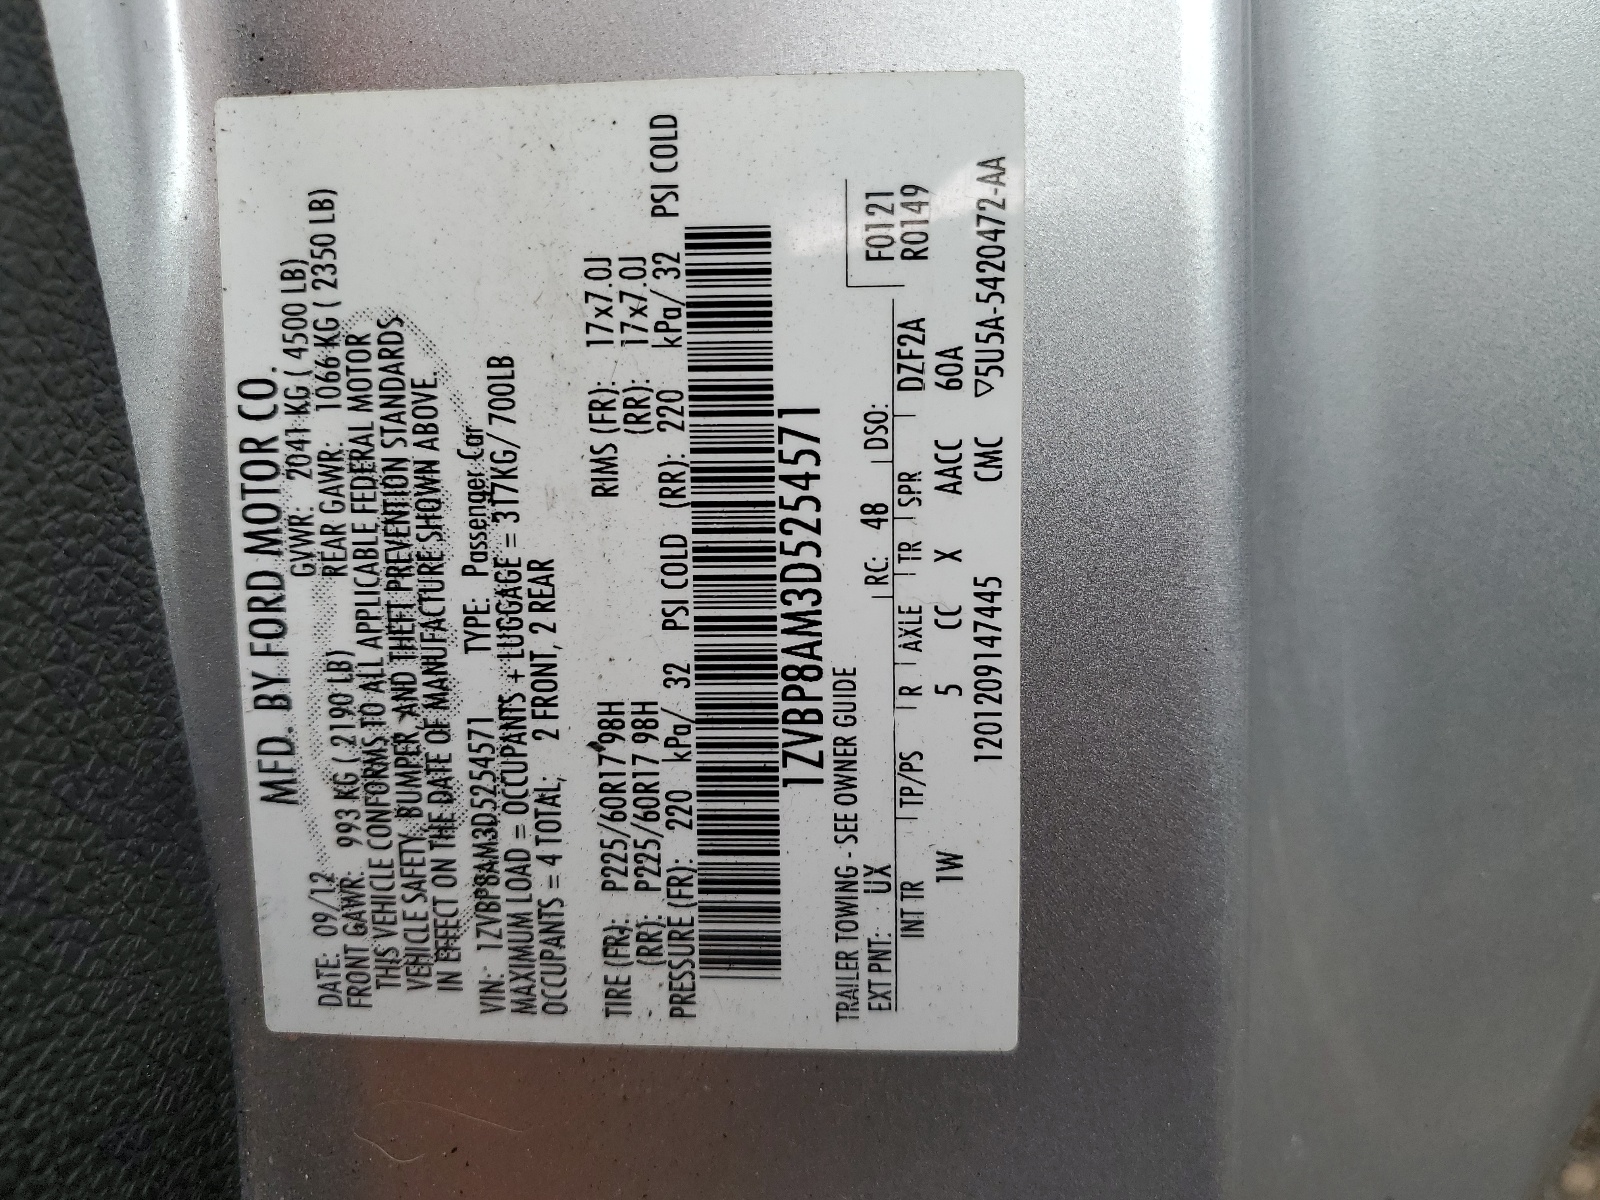 MFD. BY FORD MOTOR CO.
DATE: 09/12 GVWR: 2041 KG ( 4500 LB)
FRONT GAWR: 993 KG ( 2190 LB) REAR GAWR: 1066 KG ( 2350 LB)
THIS VEHICLE CONFORMS TO ALL APPLICABLE FEDERAL MOTOR
VEHICLE SAFETY, BUMPER, AND THEFT PREVENTION STANDARDS
IN EFFECT ON THE DATE OF MANUFACTURE SHOWN ABOVE.
VIN: 1ZVBP8AM3D5254571 TYPE: Passenger Car
MAXIMUM LOAD = OCCUPANTS + LUGGAGE = 317KG/ 700LB
OCCUPANTS = 4 TOTAL, 2 FRONT, 2 REAR
TIRE (FR): P225/60R17 98H RIMS (FR): 17x7.0J
(RR): P225/60R17 98H (RR): 17x7.0J
PRESSURE (FR): 220 kPa/ 32 PSI COLD (RR): 220 kPa/ 32 PSI COLD
1ZVBP8AM3D5254571
TRAILER TOWING - SEE OWNER GUIDE
EXT PNT: UX RC: 48 DSO: F0121
INT TR TP/PS R AXLE TR SPR DZF2A R0149
1W 5 CC X AACC 60A
1201209147445 CMC ▽5U5A-5420472-AA